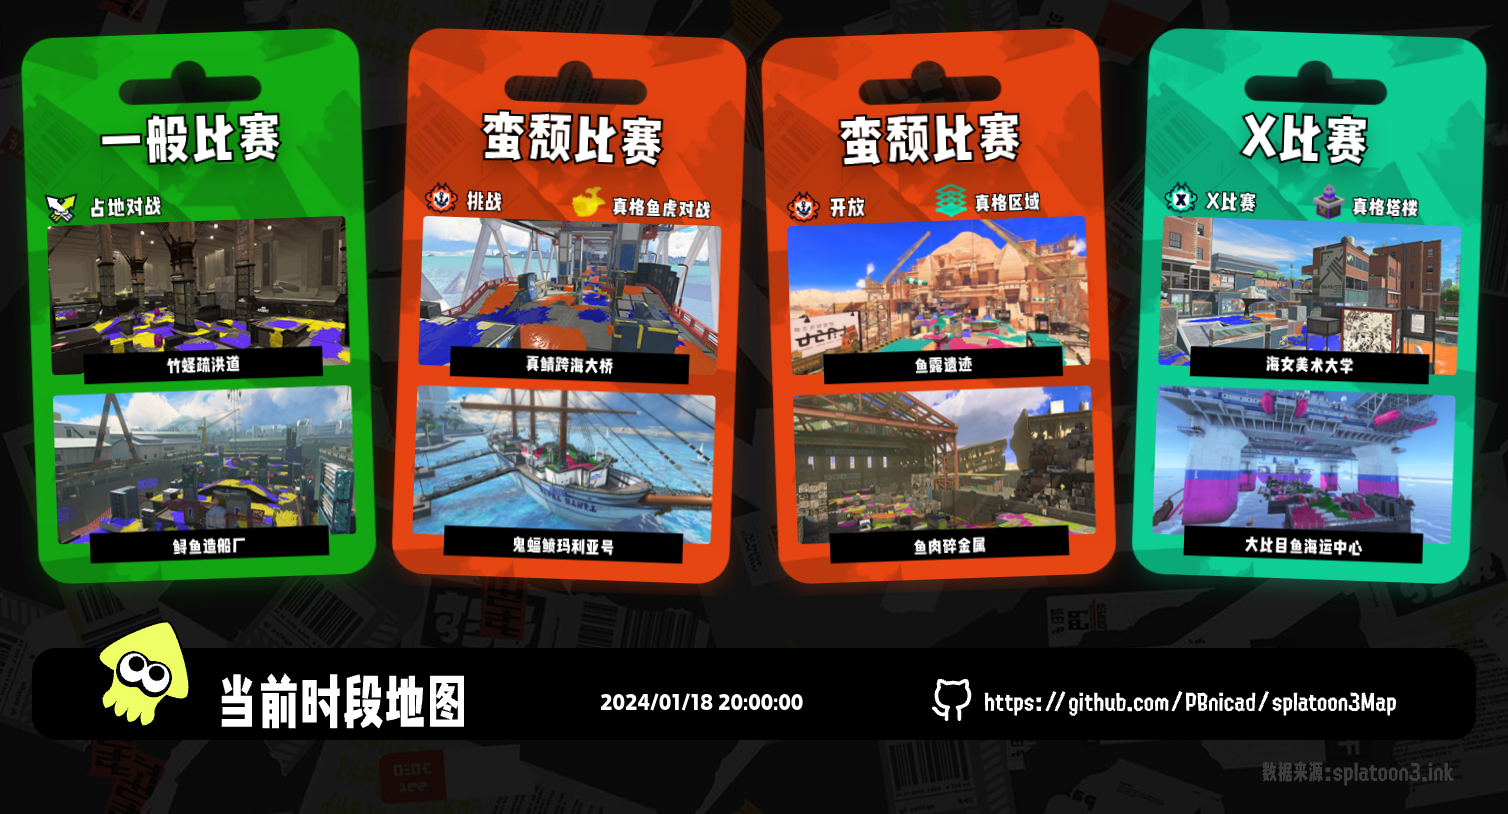 一般比赛
占地对战
竹蛏疏洪道
鲟鱼造船厂
蛮颓比赛
挑战
真格鱼虎对战
真鲭跨海大桥
鬼蝠鲼玛利亚号
蛮颓比赛
开放
真格区域
鱼露遗迹
鱼肉碎金属
X比赛
X比赛
真格塔楼
海女美术大学
大比目鱼海运中心
当前时段地图
2024/01/18 20:00:00
https://github.com/PBnicad/splatoon3Map
数据来源:splatoon3.ink